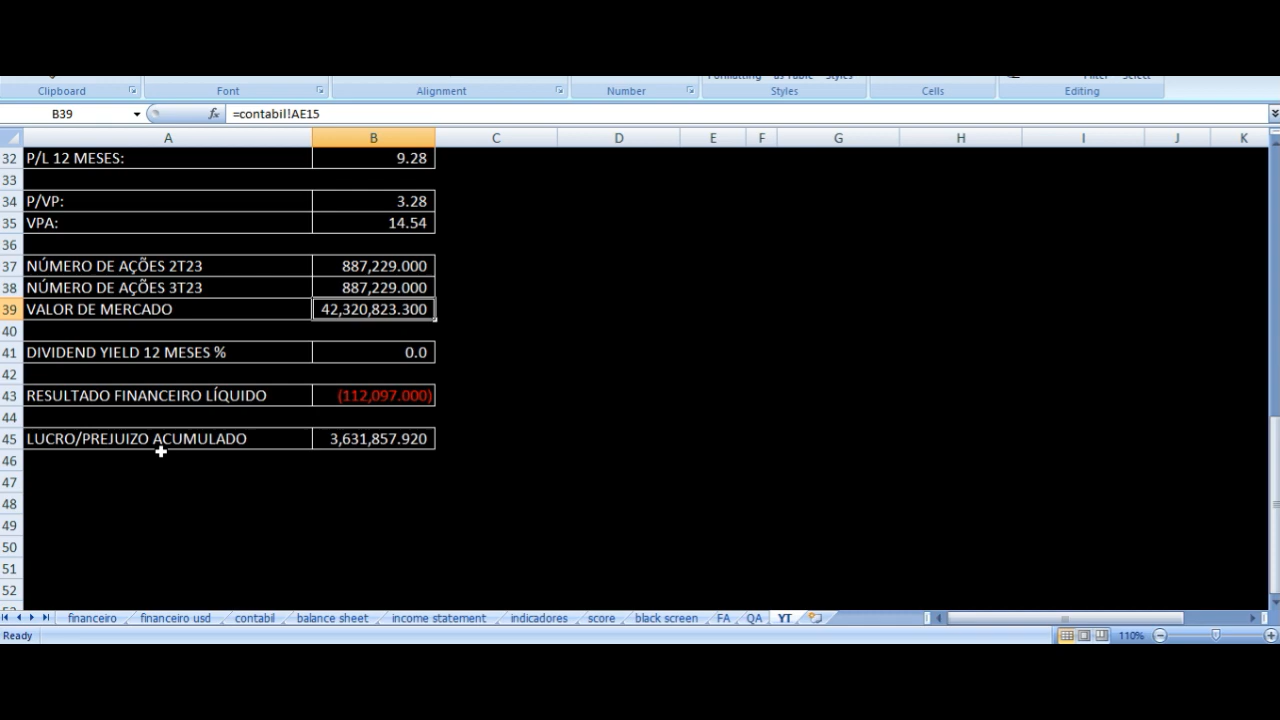 Clipboard Font Alignment Number Styles Cells Editing
B39 fx =contabil!AE15
A B C D E F G H I J K
32 P/L 12 MESES: 9.28
33
34 P/VP: 3.28
35 VPA: 14.54
36
37 NÚMERO DE AÇÕES 2T23 887,229.000
38 NÚMERO DE AÇÕES 3T23 887,229.000
39 VALOR DE MERCADO 42,320,823.300
40
41 DIVIDEND YIELD 12 MESES % 0.0
42
43 RESULTADO FINANCEIRO LÍQUIDO (112,097.000)
44
45 LUCRO/PREJUIZO ACUMULADO 3,631,857.920
46
47
48
49
50
51
52
financeiro financeiro usd contabil balance sheet income statement indicadores score black screen FA QA YT
Ready 110%